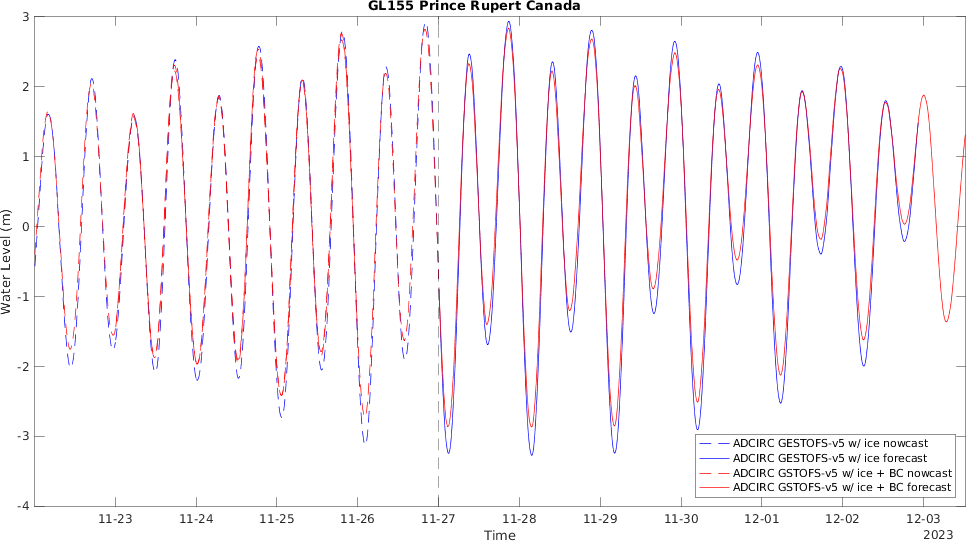 GL155 Prince Rupert Canada
3
2
1
0
-1
-2
-3
-4
Water Level (m)
ADCIRC GESTOFS-v5 w/ ice nowcast
ADCIRC GESTOFS-v5 w/ ice forecast
ADCIRC GSTOFS-v5 w/ ice + BC nowcast
ADCIRC GSTOFS-v5 w/ ice + BC forecast
11-23 11-24 11-25 11-26 11-27 11-28 11-29 11-30 12-01 12-02 12-03
Time 2023